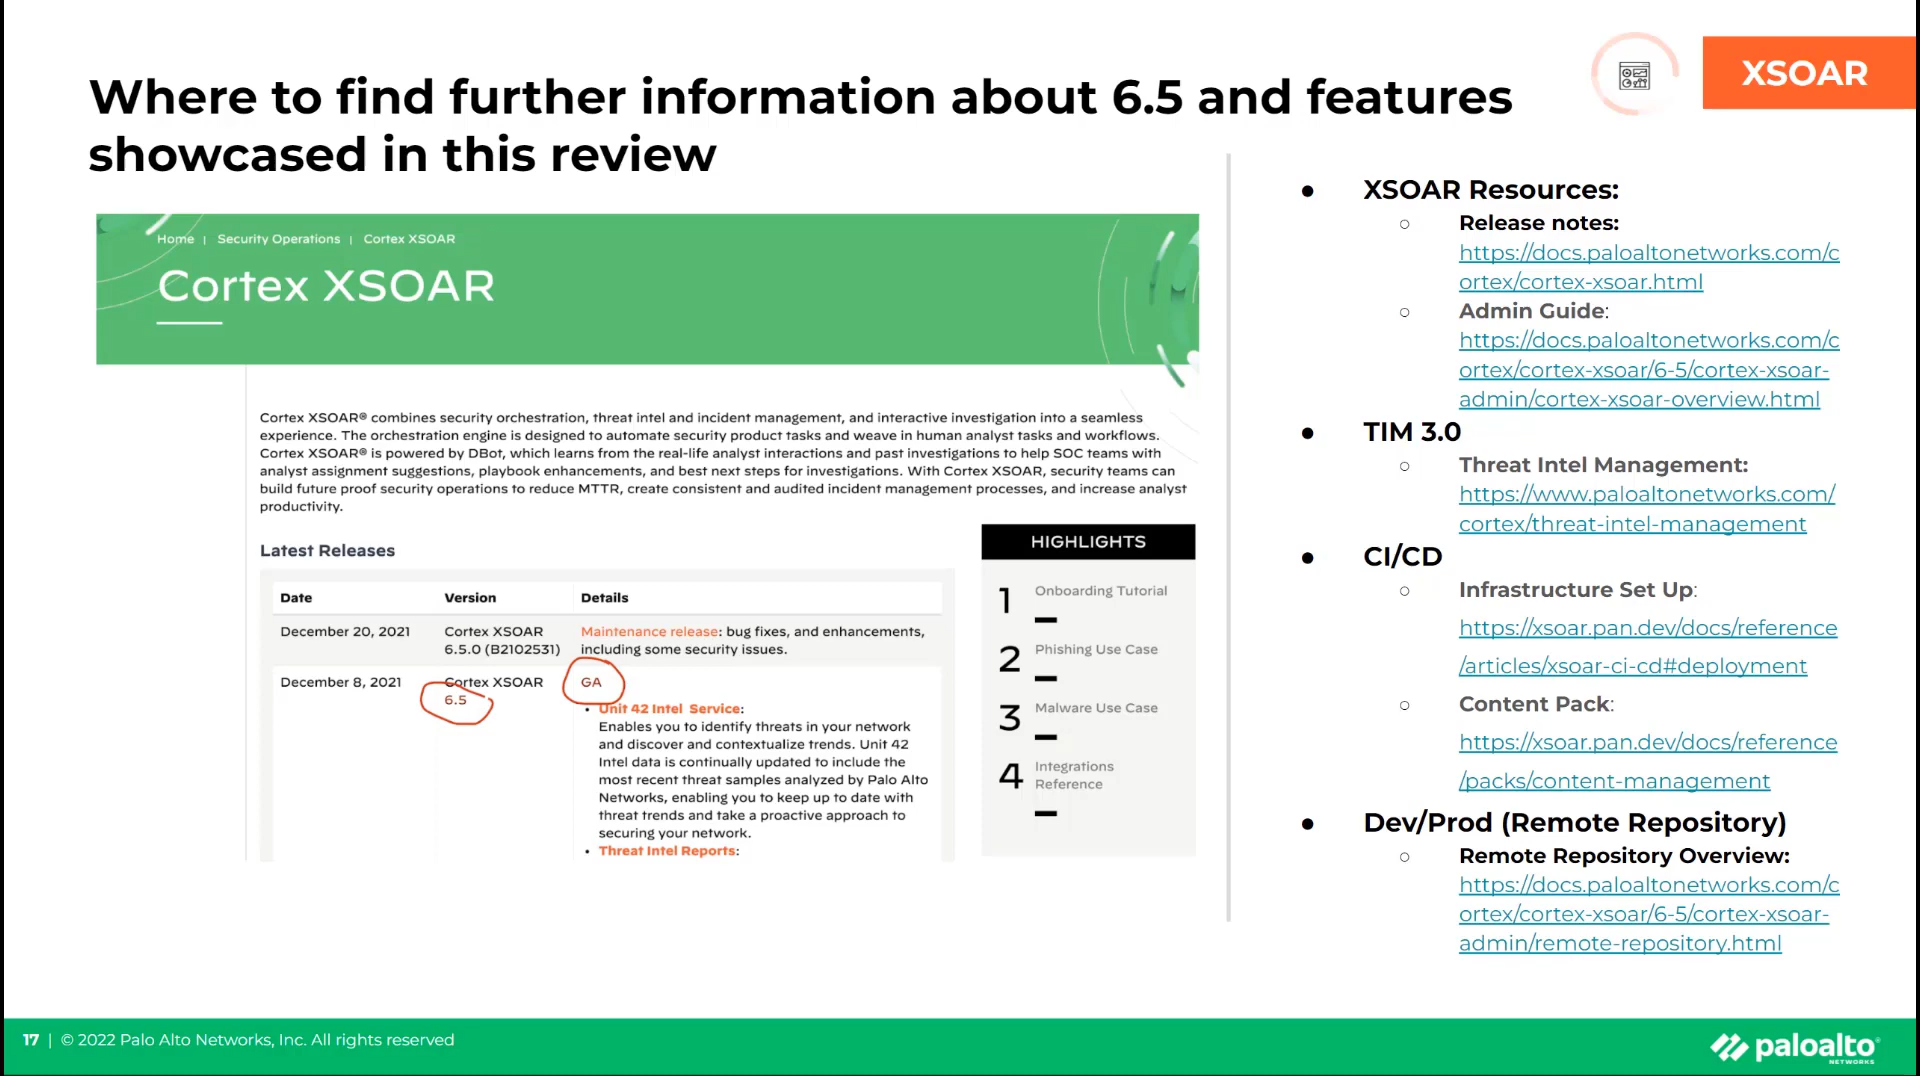 XSOAR
Where to find further information about 6.5 and features
showcased in this review
Home | Security Operations | Cortex XSOAR
Cortex XSOAR
Cortex XSOAR® combines security orchestration, threat intel and incident management, and interactive investigation into a seamless
experience. The orchestration engine is designed to automate security product tasks and weave in human analyst tasks and workflows.
Cortex XSOAR® is powered by DBot, which learns from the real-life analyst interactions and past investigations to help SOC teams with
analyst assignment suggestions, playbook enhancements, and best next steps for investigations. With Cortex XSOAR, security teams can
build future proof security operations to reduce MTTR, create consistent and audited incident management processes, and increase analyst
productivity.
Latest Releases
Date Version Details
December 20, 2021 Cortex XSOAR Maintenance release: bug fixes, and enhancements,
6.5.0 (B2102531) including some security issues.
December 8, 2021 Cortex XSOAR GA
6.5
• Unit 42 Intel Service:
Enables you to identify threats in your network
and discover and contextualize trends. Unit 42
Intel data is continually updated to include the
most recent threat samples analyzed by Palo Alto
Networks, enabling you to keep up to date with
threat trends and take a proactive approach to
securing your network.
• Threat Intel Reports:
HIGHLIGHTS
1 Onboarding Tutorial
2 Phishing Use Case
3 Malware Use Case
4 Integrations
Reference
● XSOAR Resources:
○ Release notes:
https://docs.paloaltonetworks.com/c
ortex/cortex-xsoar.html
○ Admin Guide:
https://docs.paloaltonetworks.com/c
ortex/cortex-xsoar/6-5/cortex-xsoar-
admin/cortex-xsoar-overview.html
● TIM 3.0
○ Threat Intel Management:
https://www.paloaltonetworks.com/
cortex/threat-intel-management
● CI/CD
○ Infrastructure Set Up:
https://xsoar.pan.dev/docs/reference
/articles/xsoar-ci-cd#deployment
○ Content Pack:
https://xsoar.pan.dev/docs/reference
/packs/content-management
● Dev/Prod (Remote Repository)
○ Remote Repository Overview:
https://docs.paloaltonetworks.com/c
ortex/cortex-xsoar/6-5/cortex-xsoar-
admin/remote-repository.html
17 | © 2022 Palo Alto Networks, Inc. All rights reserved
paloalto®
NETWORKS